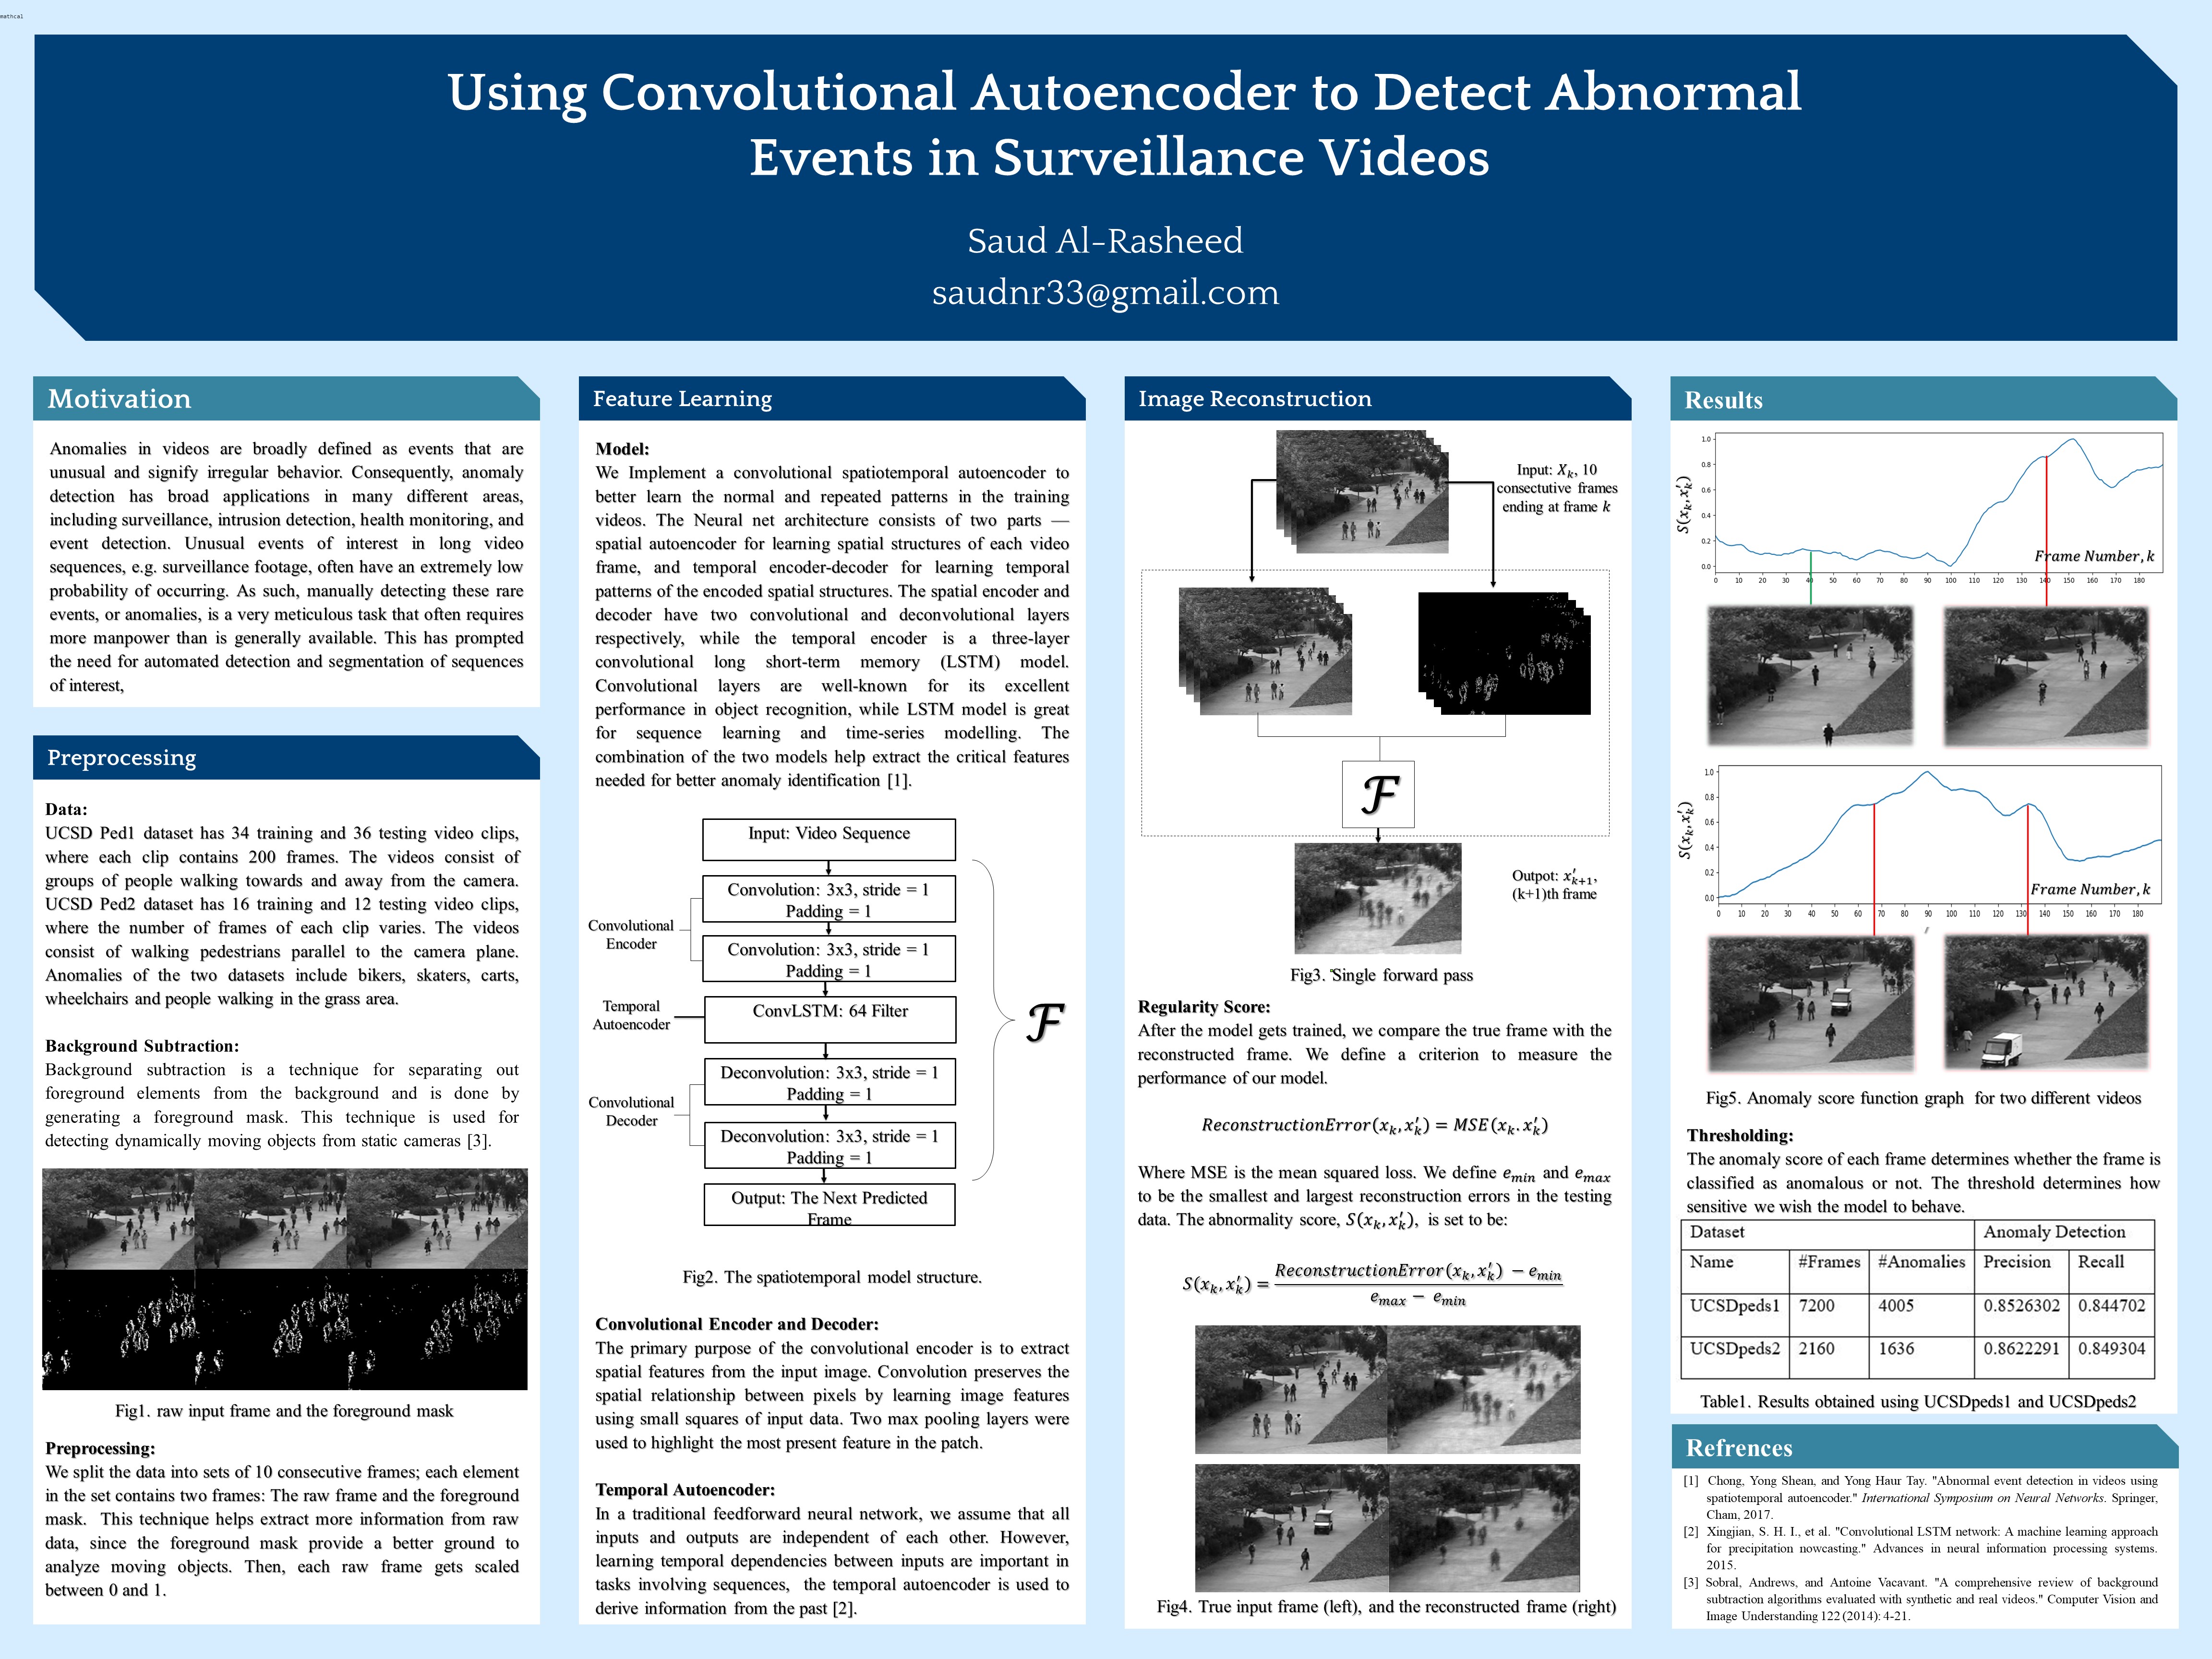 mathcal
Using Convolutional Autoencoder to Detect Abnormal
Events in Surveillance Videos
Saud Al-Rasheed
saudnr33@gmail.com
Motivation
Anomalies in videos are broadly defined as events that are
unusual and signify irregular behavior. Consequently, anomaly
detection has broad applications in many different areas,
including surveillance, intrusion detection, health monitoring, and
event detection. Unusual events of interest in long video
sequences, e.g. surveillance footage, often have an extremely low
probability of occurring. As such, manually detecting these rare
events, or anomalies, is a very meticulous task that often requires
more manpower than is generally available. This has prompted
the need for automated detection and segmentation of sequences
of interest,
Preprocessing
Data:
UCSD Ped1 dataset has 34 training and 36 testing video clips,
where each clip contains 200 frames. The videos consist of
groups of people walking towards and away from the camera.
UCSD Ped2 dataset has 16 training and 12 testing video clips,
where the number of frames of each clip varies. The videos
consist of walking pedestrians parallel to the camera plane.
Anomalies of the two datasets include bikers, skaters, carts,
wheelchairs and people walking in the grass area.
Background Subtraction:
Background subtraction is a technique for separating out
foreground elements from the background and is done by
generating a foreground mask. This technique is used for
detecting dynamically moving objects from static cameras [3].
Fig1. raw input frame and the foreground mask
Preprocessing:
We split the data into sets of 10 consecutive frames; each element
in the set contains two frames: The raw frame and the foreground
mask. This technique helps extract more information from raw
data, since the foreground mask provide a better ground to
analyze moving objects. Then, each raw frame gets scaled
between 0 and 1.
Feature Learning
Model:
We Implement a convolutional spatiotemporal autoencoder to
better learn the normal and repeated patterns in the training
videos. The Neural net architecture consists of two parts —
spatial autoencoder for learning spatial structures of each video
frame, and temporal encoder-decoder for learning temporal
patterns of the encoded spatial structures. The spatial encoder and
decoder have two convolutional and deconvolutional layers
respectively, while the temporal encoder is a three-layer
convolutional long short-term memory (LSTM) model.
Convolutional layers are well-known for its excellent
performance in object recognition, while LSTM model is great
for sequence learning and time-series modelling. The
combination of the two models help extract the critical features
needed for better anomaly identification [1].
Input: Video Sequence
Convolution: 3x3, stride = 1
Padding = 1
Convolutional
Encoder
Convolution: 3x3, stride = 1
Padding = 1
Temporal
Autoencoder
ConvLSTM: 64 Filter
ℱ
Deconvolution: 3x3, stride = 1
Padding = 1
Convolutional
Decoder
Deconvolution: 3x3, stride = 1
Padding = 1
Output: The Next Predicted
Frame
Fig2. The spatiotemporal model structure.
Convolutional Encoder and Decoder:
The primary purpose of the convolutional encoder is to extract
spatial features from the input image. Convolution preserves the
spatial relationship between pixels by learning image features
using small squares of input data. Two max pooling layers were
used to highlight the most present feature in the patch.
Temporal Autoencoder:
In a traditional feedforward neural network, we assume that all
inputs and outputs are independent of each other. However,
learning temporal dependencies between inputs are important in
tasks involving sequences, the temporal autoencoder is used to
derive information from the past [2].
Image Reconstruction
Input: X_k, 10
consectutive frames
ending at frame k
ℱ
Outpot: x′_{k+1},
(k+1)th frame
Fig3. Single forward pass
Regularity Score:
After the model gets trained, we compare the true frame with the
reconstructed frame. We define a criterion to measure the
performance of our model.
ReconstructionError(x_k, x′_k) = MSE(x_k. x′_k)
Where MSE is the mean squared loss. We define e_min and e_max
to be the smallest and largest reconstruction errors in the testing
data. The abnormality score, S(x_k, x′_k), is set to be:
S(x_k, x′_k) = ReconstructionError(x_k, x′_k) − e_min
e_max − e_min
Fig4. True input frame (left), and the reconstructed frame (right)
Results
S(x_k, x′_k)
1.0
0.8
0.6
0.4
0.2
0.0
Frame Number, k
0 10 20 30 40 50 60 70 80 90 100 110 120 130 140 150 160 170 180
S(x_k, x′_k)
1.0
0.8
0.6
0.4
0.2
0.0
Frame Number, k
0 10 20 30 40 50 60 70 80 90 100 110 120 130 140 150 160 170 180
Fig5. Anomaly score function graph for two different videos
Thresholding:
The anomaly score of each frame determines whether the frame is
classified as anomalous or not. The threshold determines how
sensitive we wish the model to behave.
Dataset Anomaly Detection
Name #Frames #Anomalies Precision Recall
UCSDpeds1 7200 4005 0.8526302 0.844702
UCSDpeds2 2160 1636 0.8622291 0.849304
Table1. Results obtained using UCSDpeds1 and UCSDpeds2
Refrences
[1] Chong, Yong Shean, and Yong Haur Tay. "Abnormal event detection in videos using
spatiotemporal autoencoder." International Symposium on Neural Networks. Springer,
Cham, 2017.
[2] Xingjian, S. H. I., et al. "Convolutional LSTM network: A machine learning approach
for precipitation nowcasting." Advances in neural information processing systems.
2015.
[3] Sobral, Andrews, and Antoine Vacavant. "A comprehensive review of background
subtraction algorithms evaluated with synthetic and real videos." Computer Vision and
Image Understanding 122 (2014): 4-21.